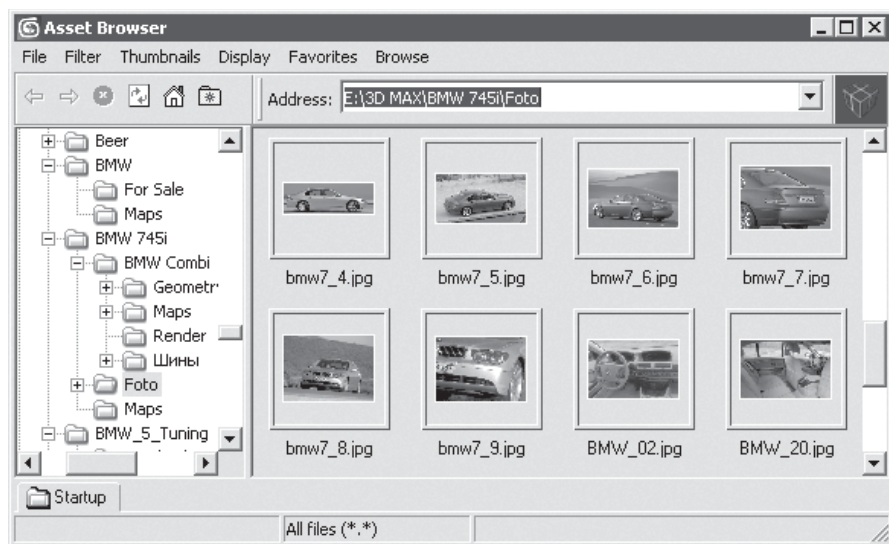 Asset Browser
File Filter Thumbnails Display Favorites Browse
Address: E:\3D MAX\BMW 745i\Foto
Beer
BMW
For Sale
Maps
BMW 745i
BMW Combi
Geometr
Maps
Render
Шины
Foto
Maps
BMW_5_Tuning
bmw7_4.jpg bmw7_5.jpg bmw7_6.jpg bmw7_7.jpg
bmw7_8.jpg bmw7_9.jpg BMW_02.jpg BMW_20.jpg
Startup
All files (*.*)